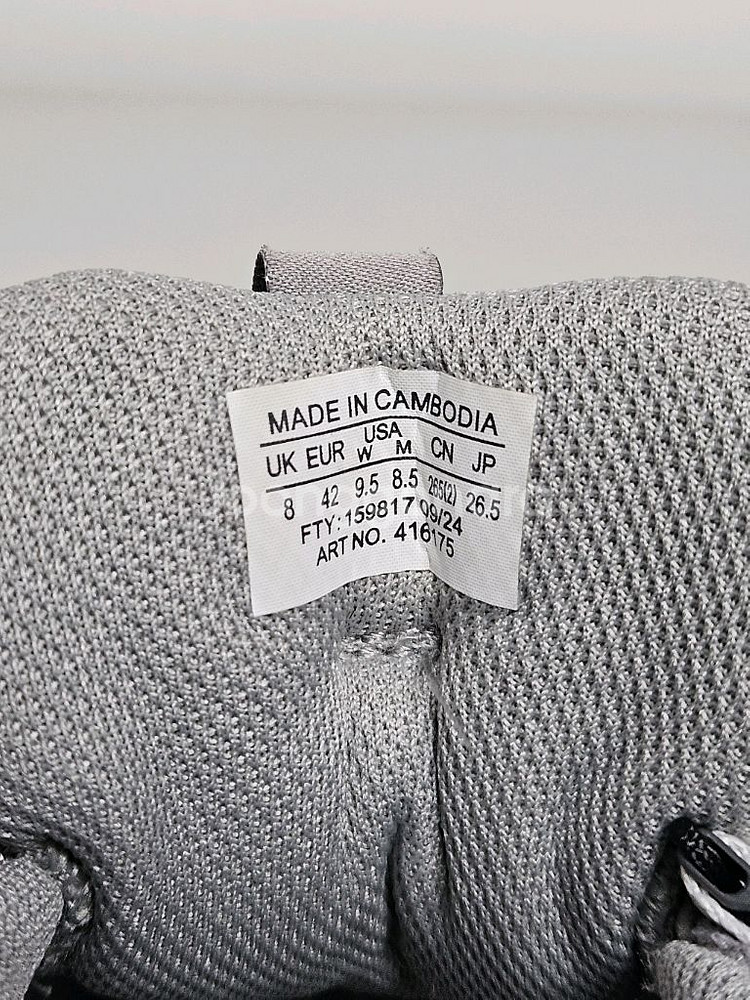 MADE IN CAMBODIA
USA
UK EUR W M CN JP
8 42 9.5 8.5 265(2) 26.5
FTY: 159817 09/24
ART NO. 416175